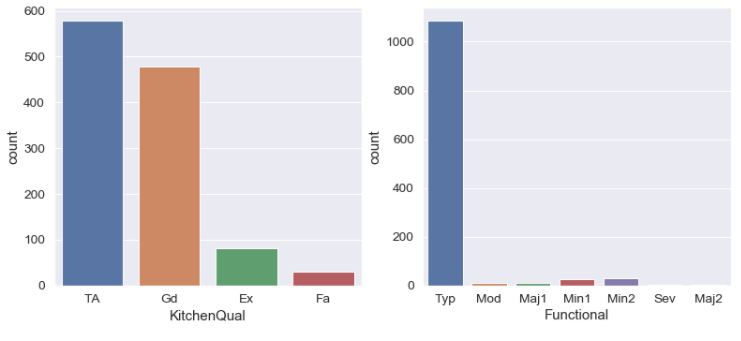 600
500
400
300
200
100
0
count
TA Gd Ex Fa
KitchenQual
1000
800
600
400
200
0
count
Typ Mod Maj1 Min1 Min2 Sev Maj2
Functional